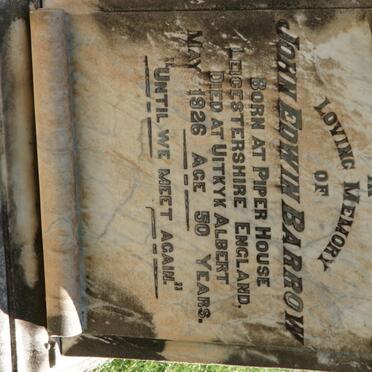 IN
LOVING MEMORY
OF
JOHN EDWIN BARROW
BORN AT PIPER HOUSE
LEICESTERSHIRE ENGLAND,
DIED AT UITKYK ALBERT
MAY 1926 AGE 50 YEARS.
"UNTIL WE MEET AGAIN."